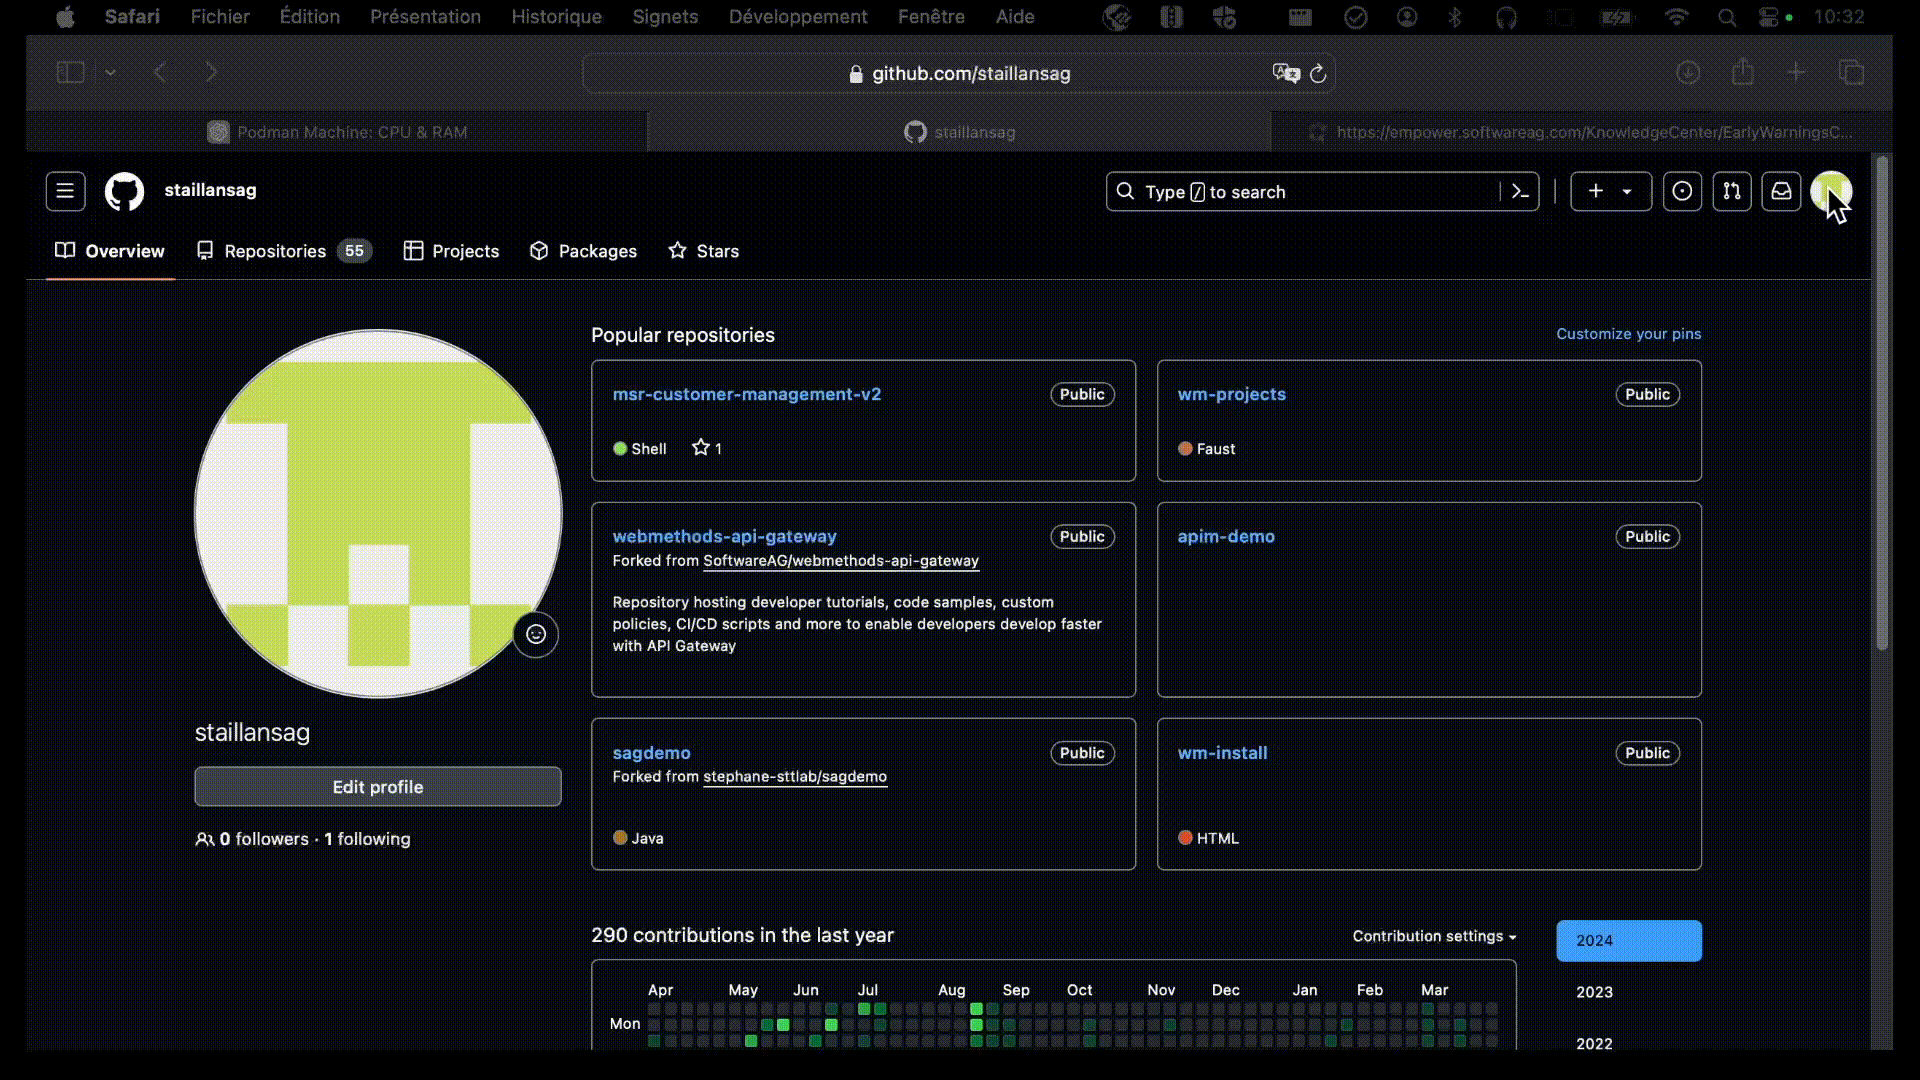 Safari Fichier Édition Présentation Historique Signets Développement Fenêtre Aide 10:32
github.com/staillansag
Podman Machine: CPU & RAM staillansag https://empower.softwareag.com/KnowledgeCenter/EarlyWarningsC...
staillansag Type / to search
Overview Repositories 55 Projects Packages Stars
Popular repositories Customize your pins
msr-customer-management-v2 Public
Shell 1
wm-projects Public
Faust
webmethods-api-gateway Public
Forked from SoftwareAG/webmethods-api-gateway
Repository hosting developer tutorials, code samples, custom
policies, CI/CD scripts and more to enable developers develop faster
with API Gateway
apim-demo Public
sagdemo Public
Forked from stephane-sttlab/sagdemo
Java
wm-install Public
HTML
staillansag
Edit profile
0 followers · 1 following
290 contributions in the last year Contribution settings
2024
2023
2022
Apr May Jun Jul Aug Sep Oct Nov Dec Jan Feb Mar
Mon